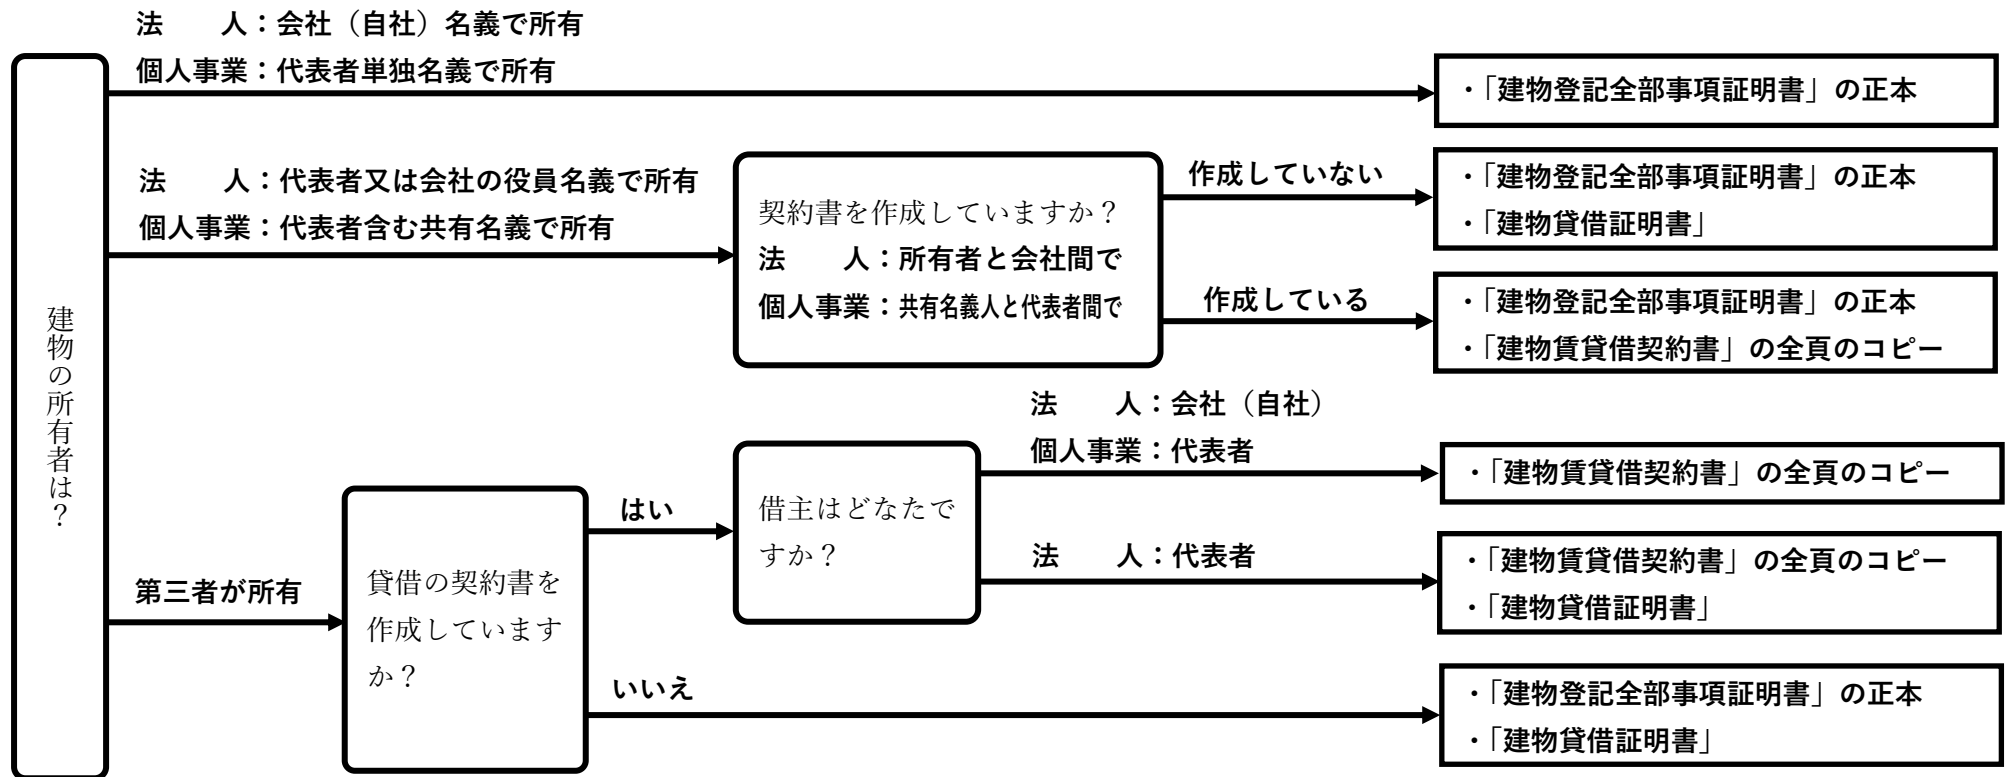 建物の所有者は？
法　　人：会社（自社）名義で所有
個人事業：代表者単独名義で所有
・「建物登記全部事項証明書」の正本
法　　人：代表者又は会社の役員名義で所有
個人事業：代表者含む共有名義で所有
契約書を作成していますか？
法　　人：所有者と会社間で
個人事業：共有名義人と代表者間で
作成していない
・「建物登記全部事項証明書」の正本
・「建物貸借証明書」
作成している
・「建物登記全部事項証明書」の正本
・「建物賃貸借契約書」の全頁のコピー
第三者が所有
貸借の契約書を
作成しています
か？
はい
借主はどなたで
すか？
法　　人：会社（自社）
個人事業：代表者
・「建物賃貸借契約書」の全頁のコピー
法　　人：代表者
・「建物賃貸借契約書」の全頁のコピー
・「建物貸借証明書」
いいえ
・「建物登記全部事項証明書」の正本
・「建物貸借証明書」